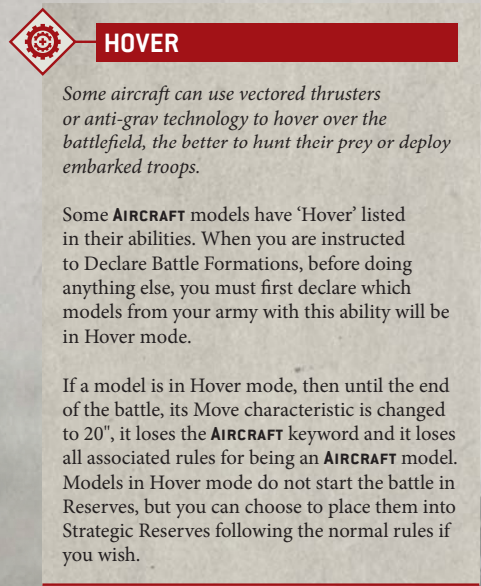 HOVER
Some aircraft can use vectored thrusters
or anti-grav technology to hover over the
battlefield, the better to hunt their prey or deploy
embarked troops.
Some AIRCRAFT models have ‘Hover’ listed
in their abilities. When you are instructed
to Declare Battle Formations, before doing
anything else, you must first declare which
models from your army with this ability will be
in Hover mode.
If a model is in Hover mode, then until the end
of the battle, its Move characteristic is changed
to 20", it loses the AIRCRAFT keyword and it loses
all associated rules for being an AIRCRAFT model.
Models in Hover mode do not start the battle in
Reserves, but you can choose to place them into
Strategic Reserves following the normal rules if
you wish.